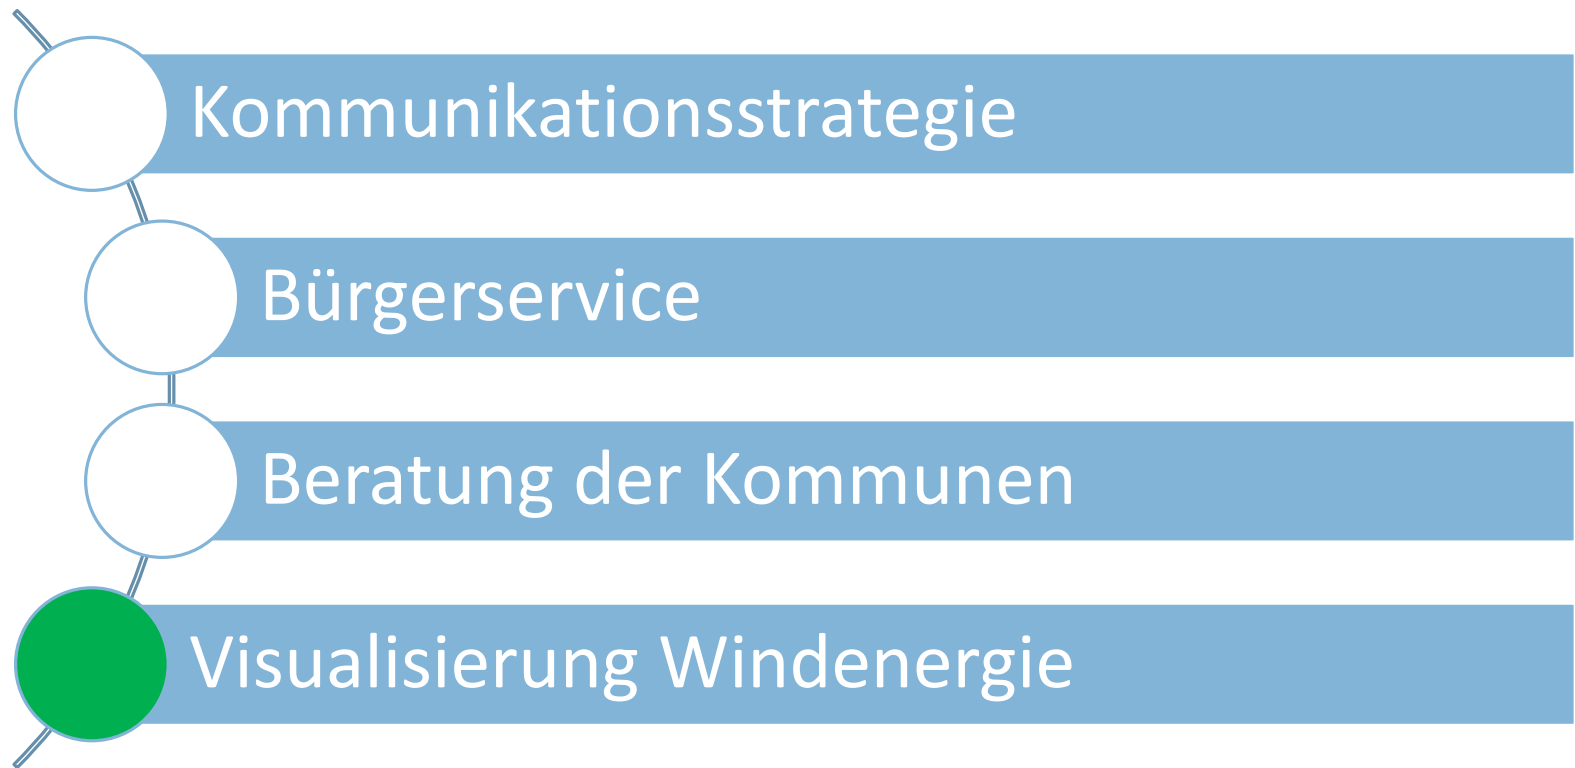 Kommunikationsstrategie
Bürgerservice
Beratung der Kommunen
Visualisierung Windenergie